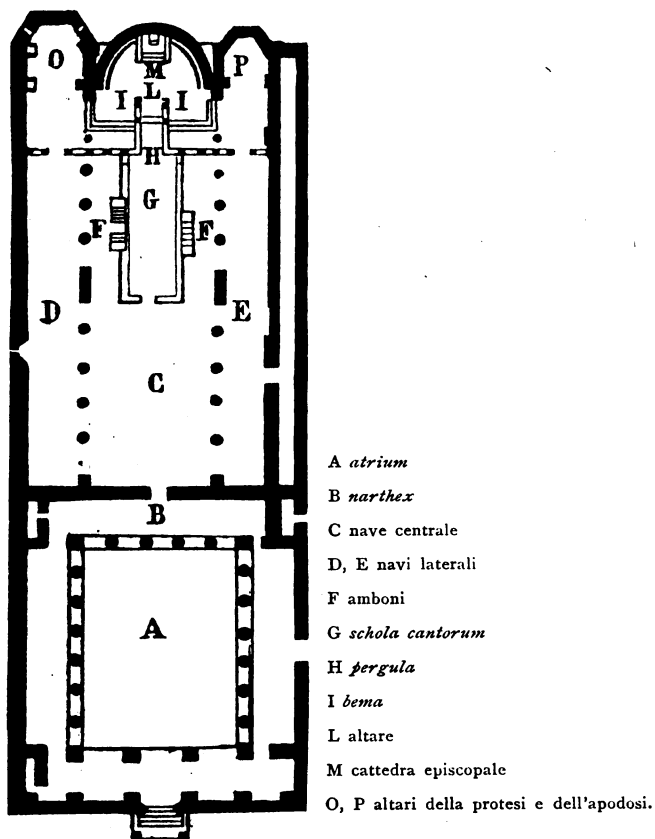 O
P
M
L
I
I
H
G
F
F
D
E
C
B
A
A atrium
B narthex
C nave centrale
D, E navi laterali
F amboni
G schola cantorum
H pergula
I bema
L altare
M cattedra episcopale
O, P altari della protesi e dell'apodosi.